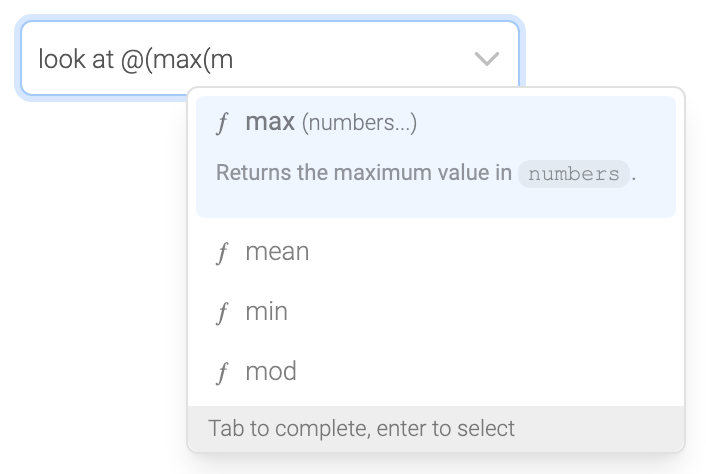 look at @(max(m
ƒ max (numbers...)
Returns the maximum value in numbers.
ƒ mean
ƒ min
ƒ mod
Tab to complete, enter to select